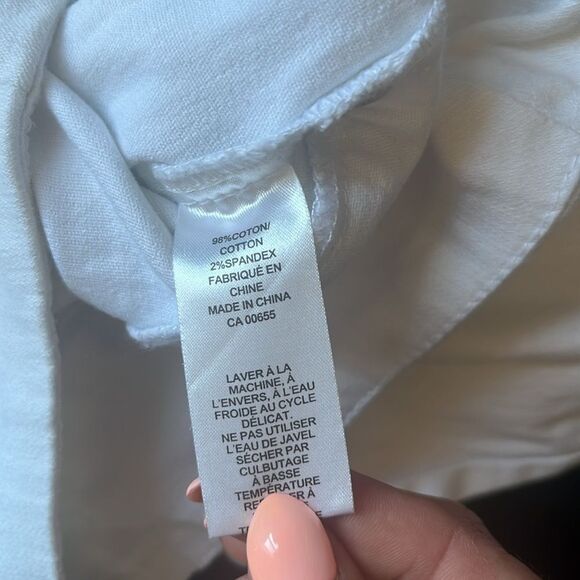 98%COTON/
COTTON
2%SPANDEX
FABRIQUÉ EN
CHINE
MADE IN CHINA
CA 00655
LAVER À LA
MACHINE, À
L'ENVERS, À L'EAU
FROIDE AU CYCLE
DÉLICAT.
NE PAS UTILISER
L'EAU DE JAVEL
SÉCHER PAR
CULBUTAGE
À BASSE
TEMPÉRATURE
À